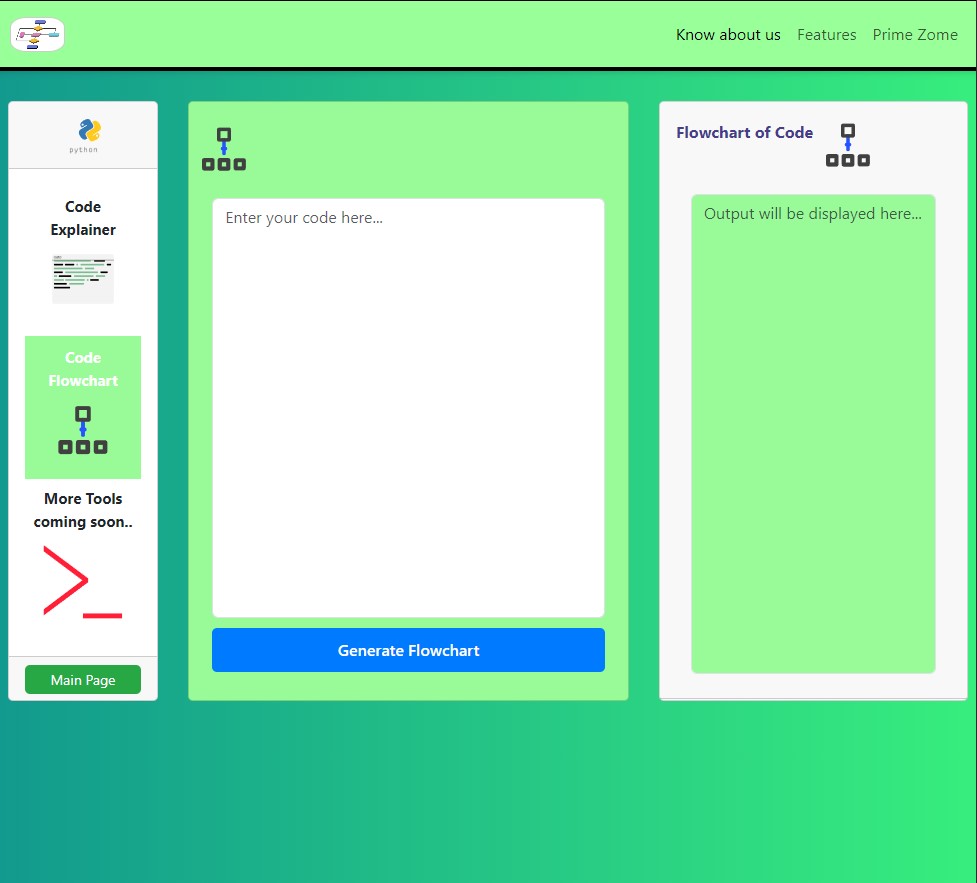 Know about us
Features
Prime Zome
python
Code
Explainer
Code
Flowchart
More Tools
coming soon..
Main Page
Enter your code here...
Generate Flowchart
Flowchart of Code
Output will be displayed here...